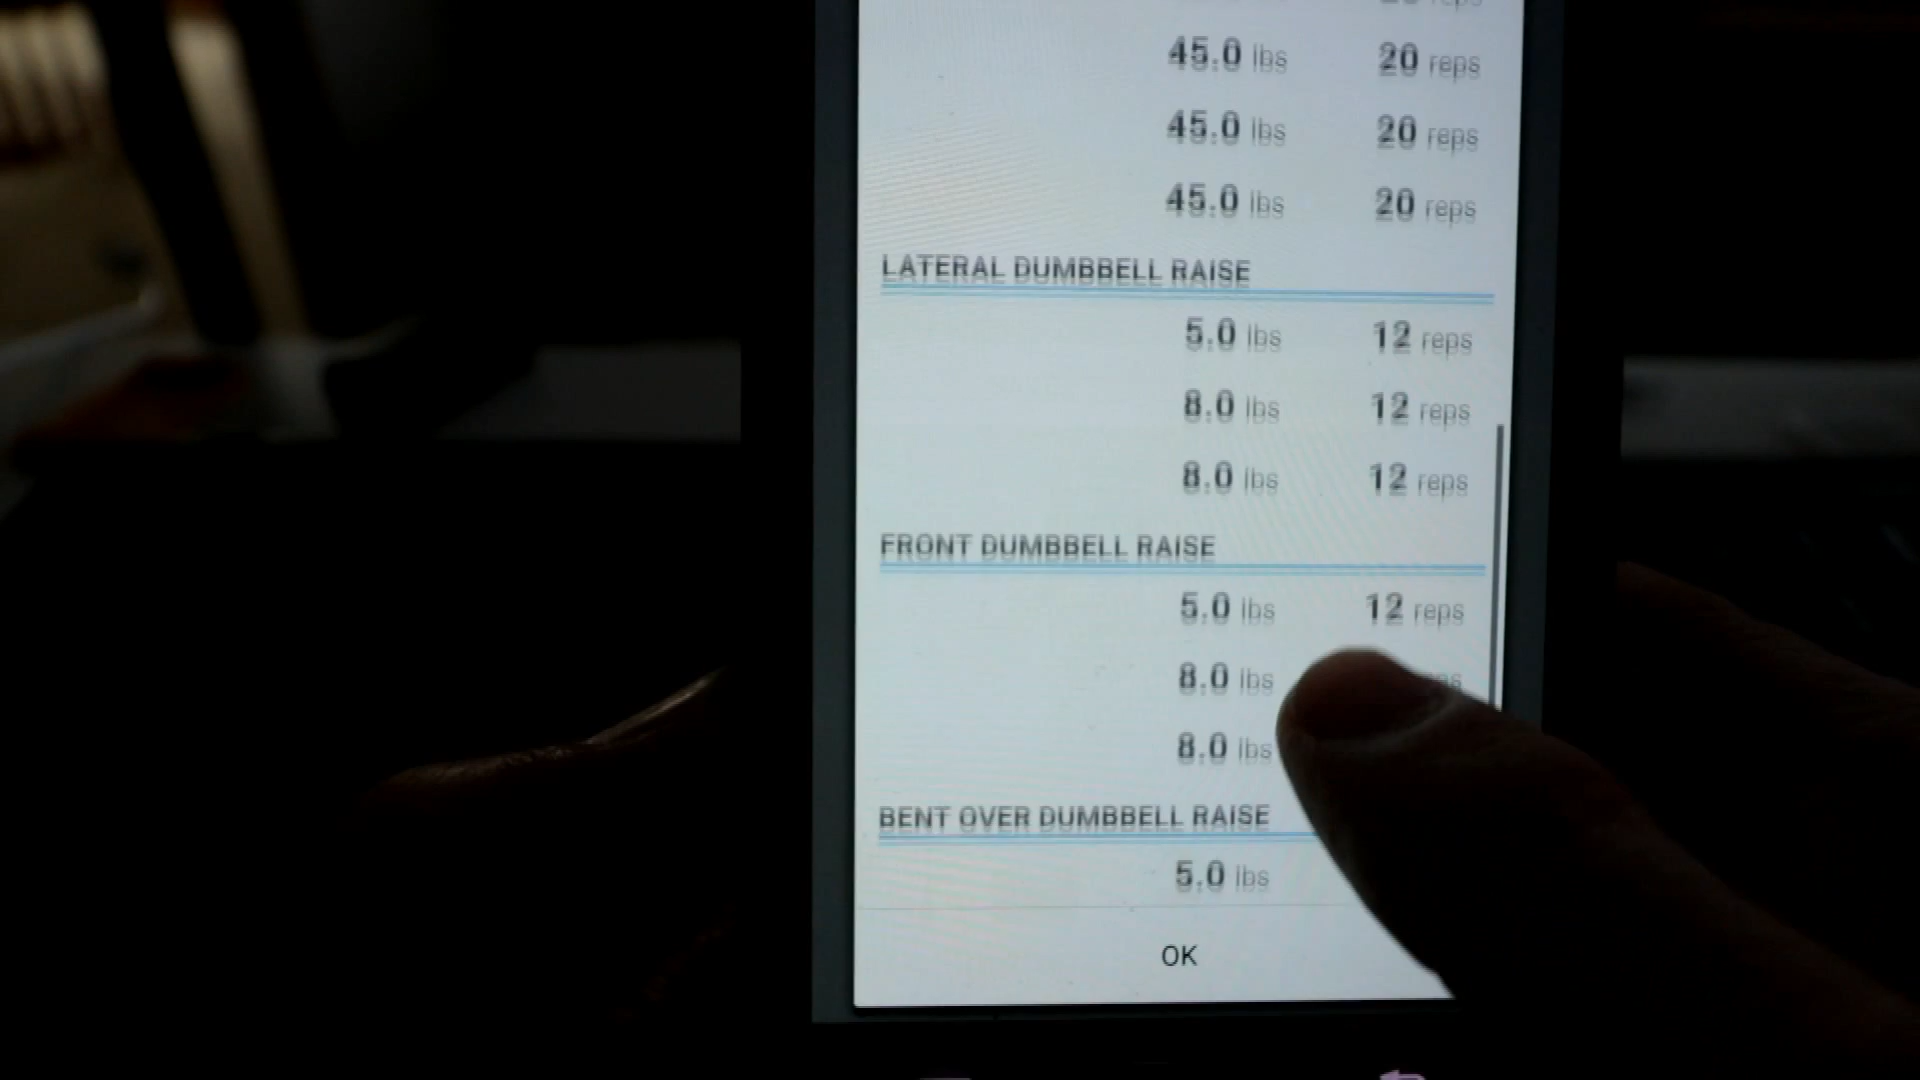 45.0 lbs 20 reps
45.0 lbs 20 reps
45.0 lbs 20 reps
LATERAL DUMBBELL RAISE
5.0 lbs 12 reps
8.0 lbs 12 reps
8.0 lbs 12 reps
FRONT DUMBBELL RAISE
5.0 lbs 12 reps
8.0 lbs
8.0 lbs
BENT OVER DUMBBELL RAISE
5.0 lbs
OK